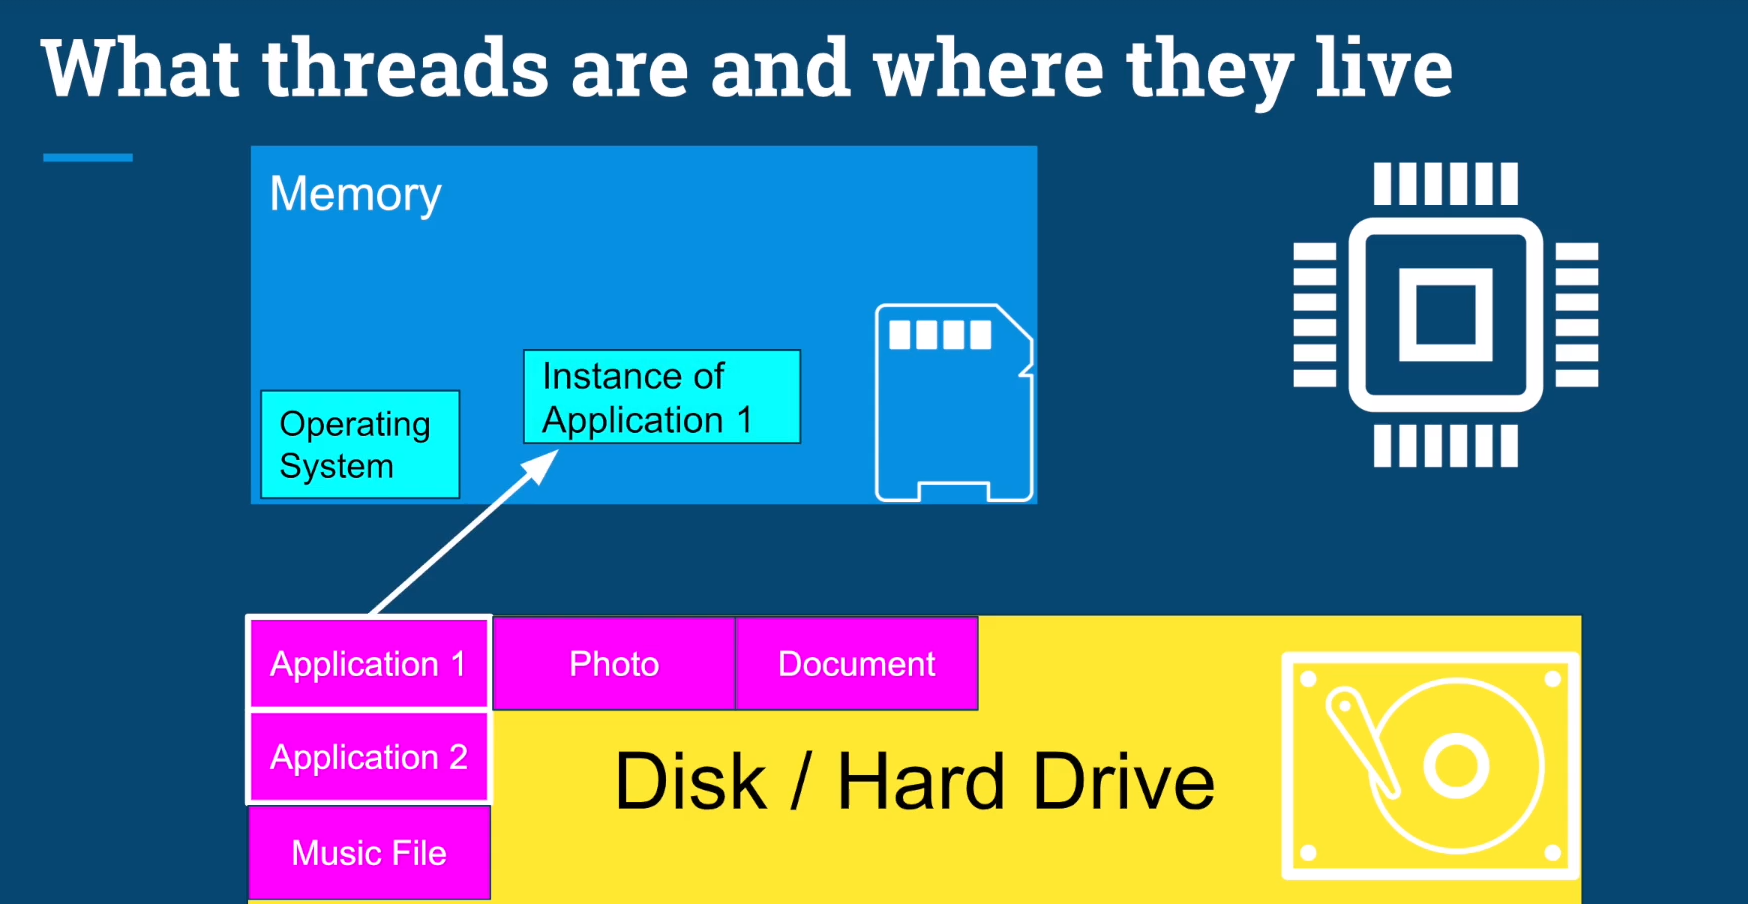 What threads are and where they live
Memory
Instance of
Application 1
Operating
System
Application 1
Photo
Document
Application 2
Disk / Hard Drive
Music File